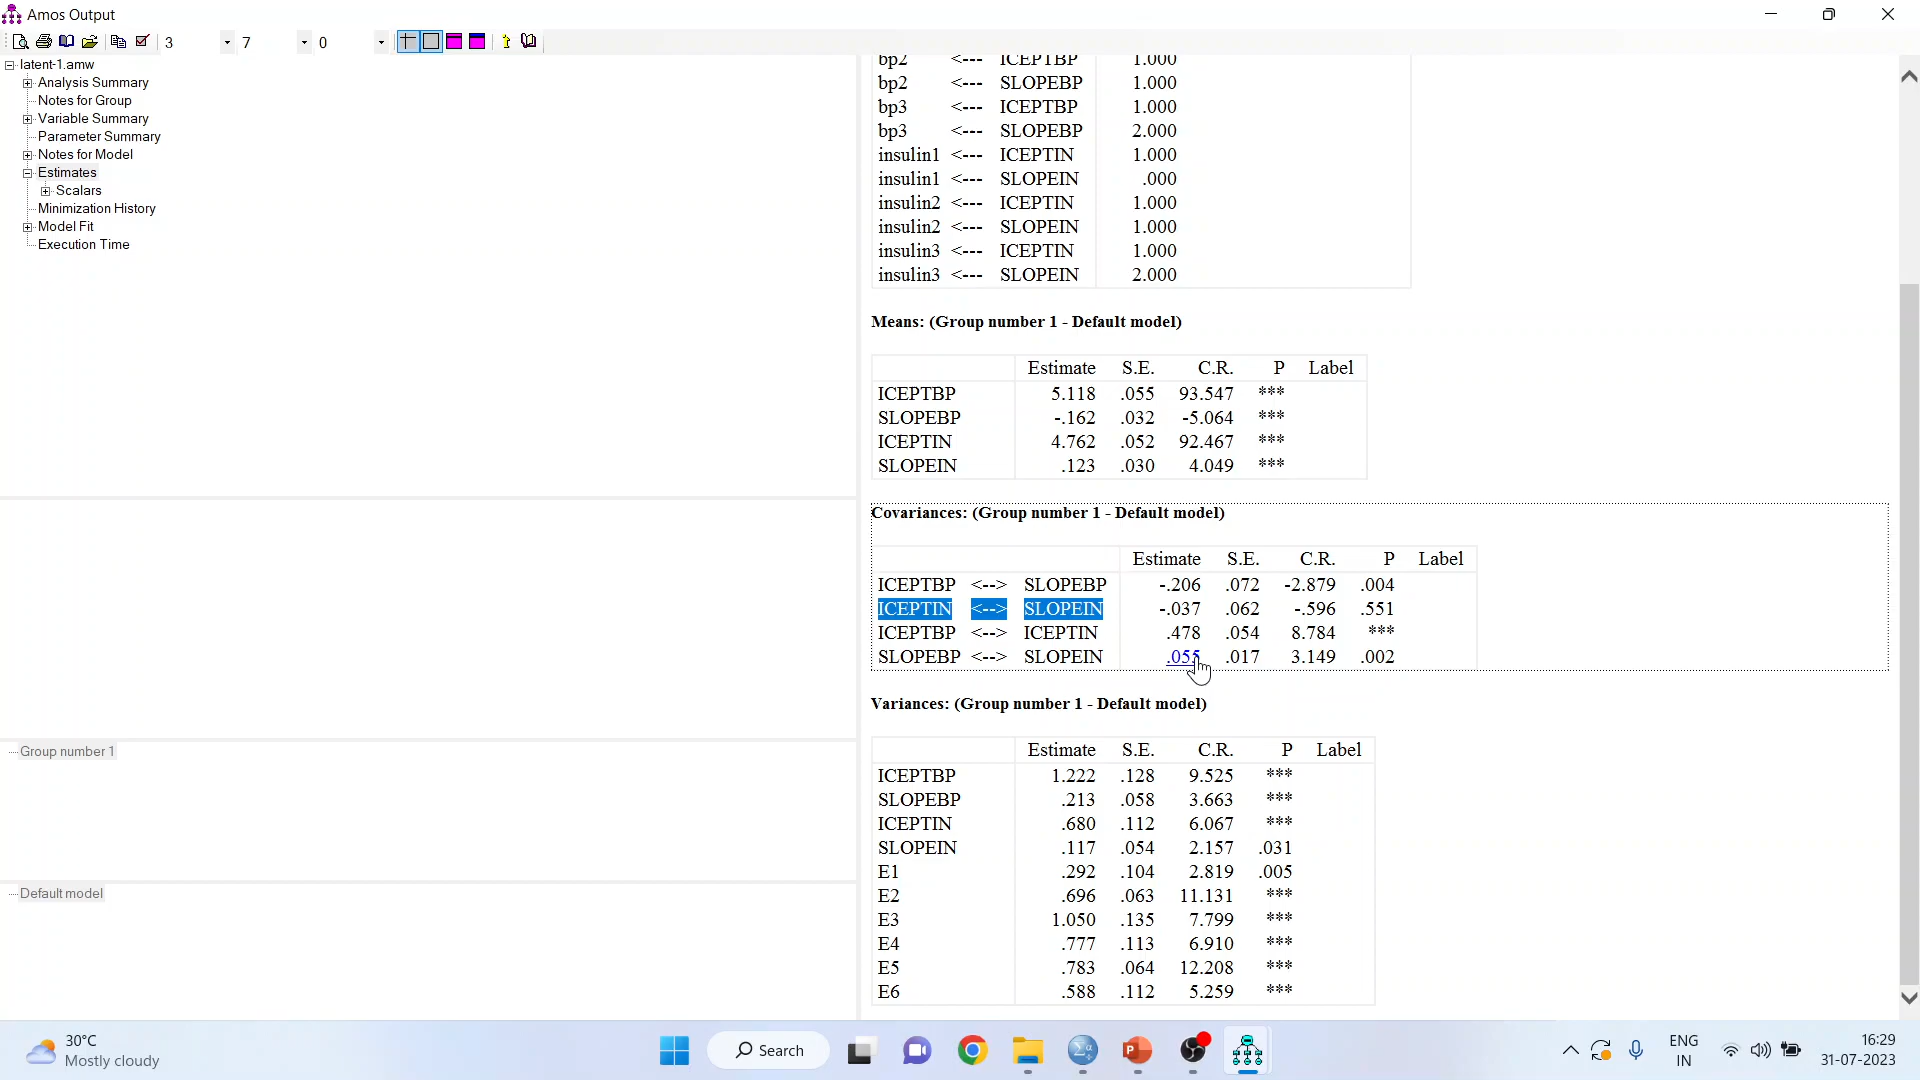 Amos Output
3 7 0
latent-1.amw
Analysis Summary
Notes for Group
Variable Summary
Parameter Summary
Notes for Model
Estimates
Scalars
Minimization History
Model Fit
Execution Time
Group number 1
Default model
bp2 <--- ICEPTBP 1.000
bp2 <--- SLOPEBP 1.000
bp3 <--- ICEPTBP 1.000
bp3 <--- SLOPEBP 2.000
insulin1 <--- ICEPTIN 1.000
insulin1 <--- SLOPEIN .000
insulin2 <--- ICEPTIN 1.000
insulin2 <--- SLOPEIN 1.000
insulin3 <--- ICEPTIN 1.000
insulin3 <--- SLOPEIN 2.000
Means: (Group number 1 - Default model)
Estimate S.E. C.R. P Label
ICEPTBP 5.118 .055 93.547 ***
SLOPEBP -.162 .032 -5.064 ***
ICEPTIN 4.762 .052 92.467 ***
SLOPEIN .123 .030 4.049 ***
Covariances: (Group number 1 - Default model)
Estimate S.E. C.R. P Label
ICEPTBP <--> SLOPEBP -.206 .072 -2.879 .004
ICEPTIN <--> SLOPEIN -.037 .062 -.596 .551
ICEPTBP <--> ICEPTIN .478 .054 8.784 ***
SLOPEBP <--> SLOPEIN .055 .017 3.149 .002
Variances: (Group number 1 - Default model)
Estimate S.E. C.R. P Label
ICEPTBP 1.222 .128 9.525 ***
SLOPEBP .213 .058 3.663 ***
ICEPTIN .680 .112 6.067 ***
SLOPEIN .117 .054 2.157 .031
E1 .292 .104 2.819 .005
E2 .696 .063 11.131 ***
E3 1.050 .135 7.799 ***
E4 .777 .113 6.910 ***
E5 .783 .064 12.208 ***
E6 .588 .112 5.259 ***
30°C
Mostly cloudy
Search
ENG
IN
16:29
31-07-2023